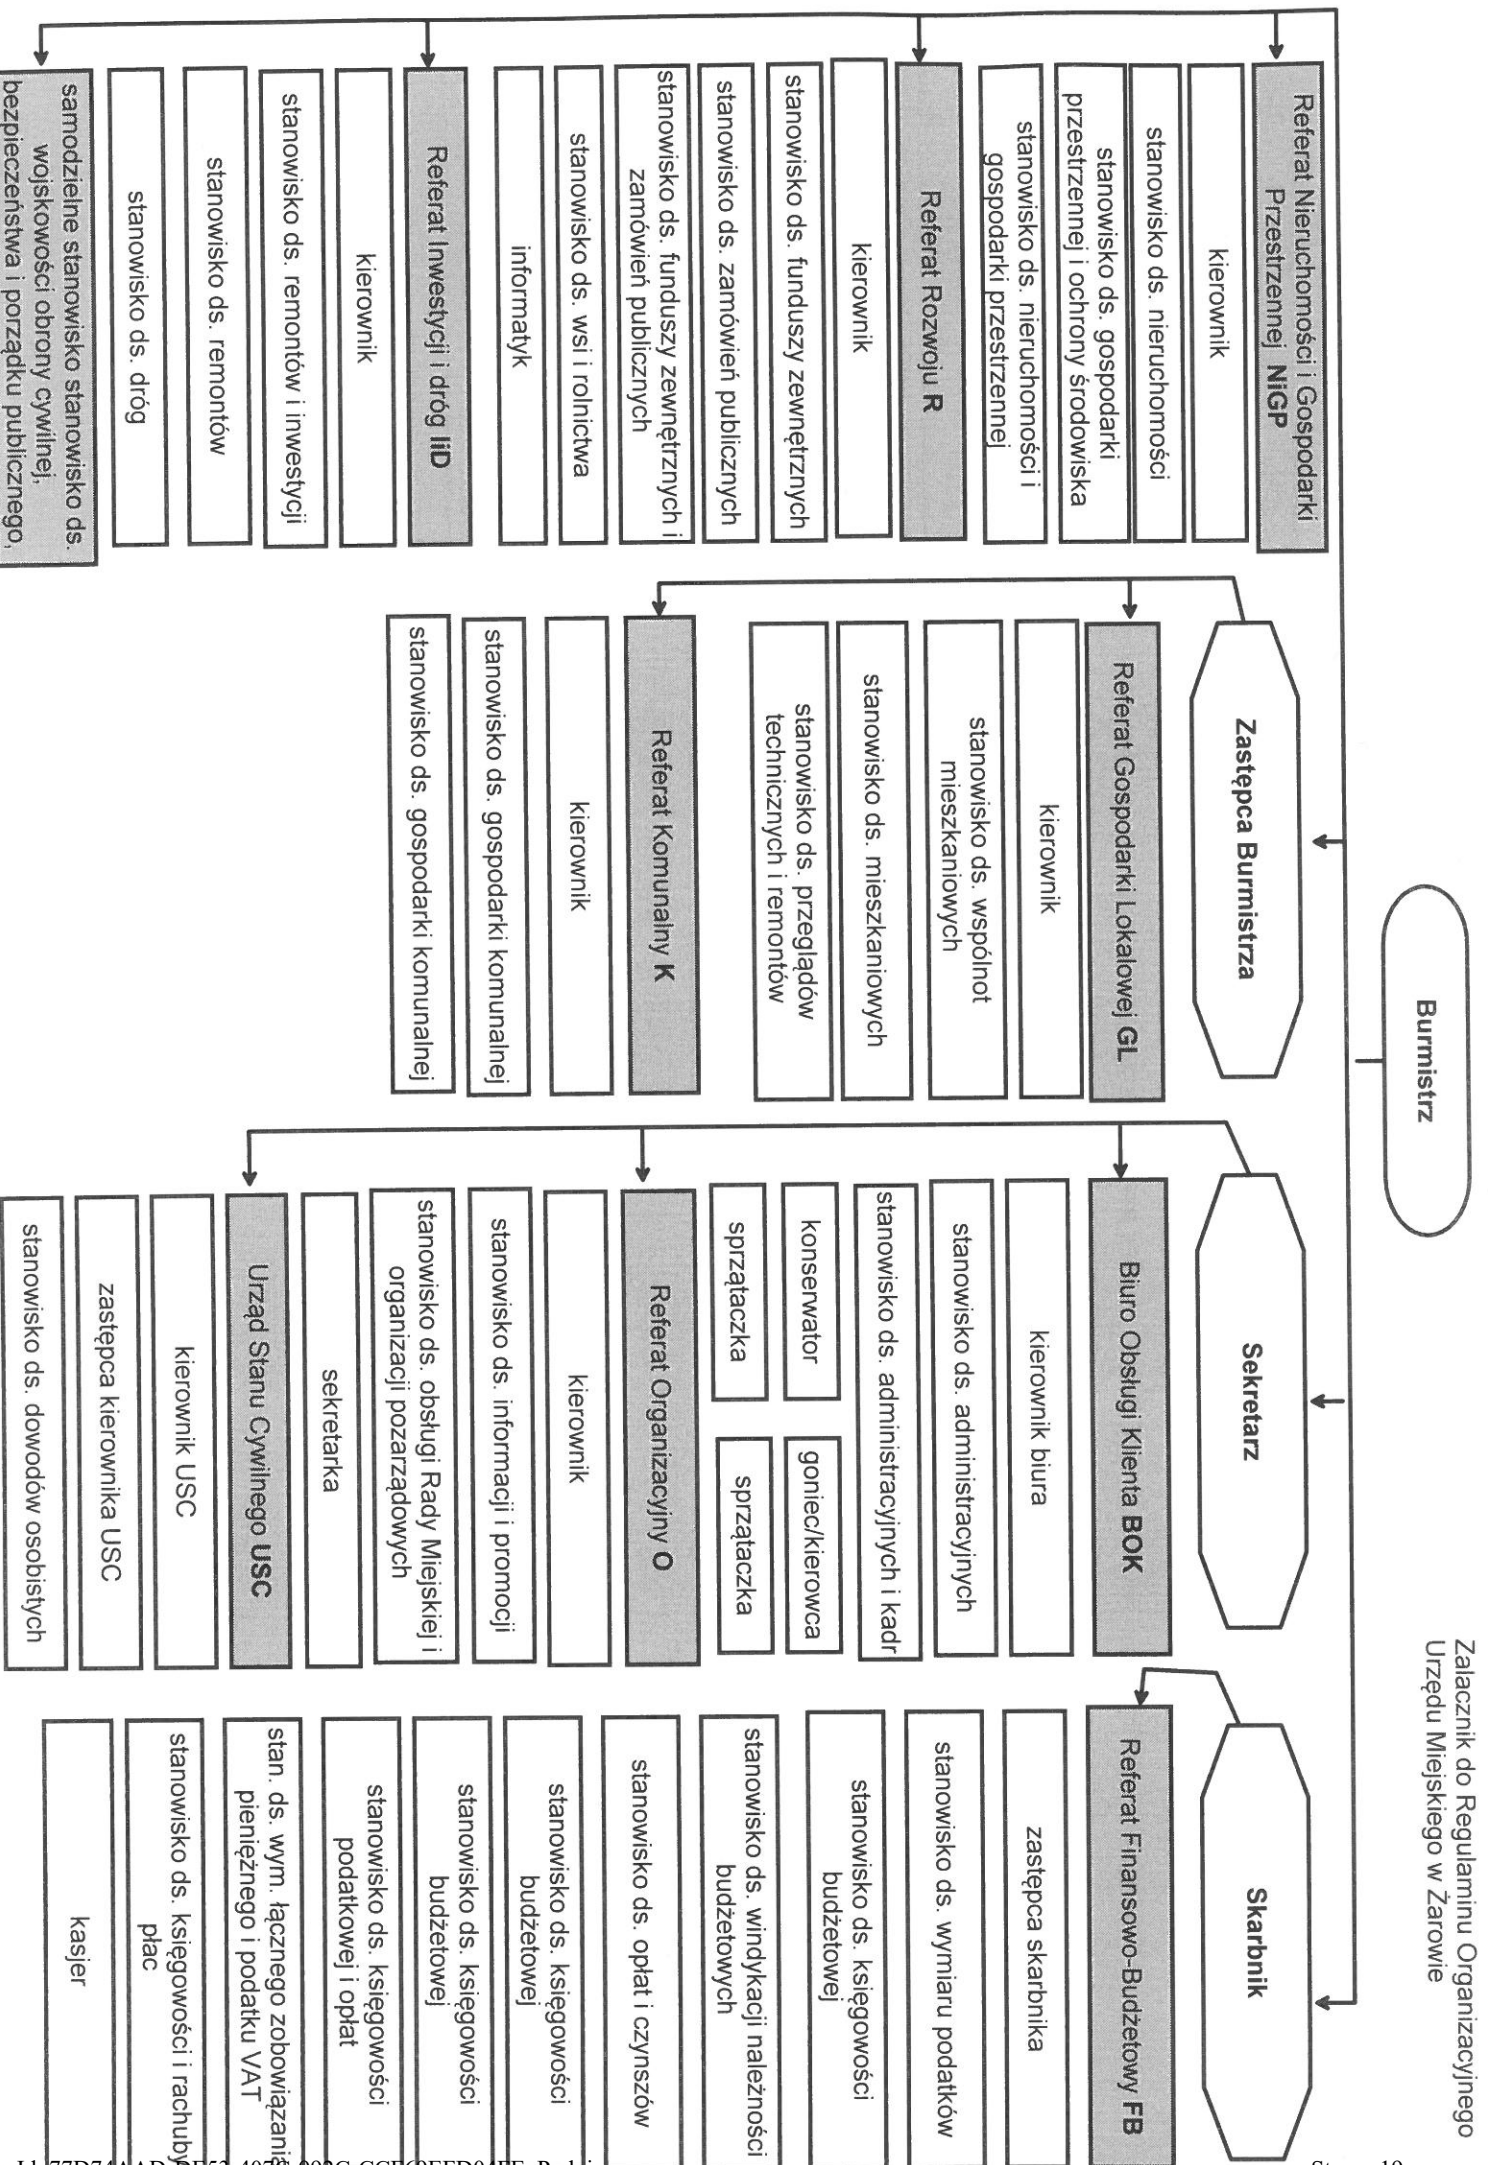 Zalacznik do Regulaminu Organizacyjnego
Urzędu Miejskiego w Żarowie
Burmistrz
Referat Nieruchomości i Gospodarki
Przestrzennej NiGP
kierownik
stanowisko ds. nieruchomości
stanowisko ds. gospodarki
przestrzennej i ochrony środowiska
stanowisko ds. nieruchomości i
gospodarki przestrzennej
Referat Rozwoju R
kierownik
stanowisko ds. funduszy zewnętrznych
stanowisko ds. zamówień publicznych
stanowisko ds. funduszy zewnętrznych i
zamówień publicznych
stanowisko ds. wsi i rolnictwa
informatyk
Referat Inwestycji i dróg IiD
kierownik
stanowisko ds. remontów i inwestycji
stanowisko ds. remontów
stanowisko ds. dróg
samodzielne stanowisko stanowisko ds.
wojskowości obrony cywilnej,
bezpieczeństwa i porządku publicznego,
Zastępca Burmistrza
Referat Gospodarki Lokalowej GL
kierownik
stanowisko ds. wspólnot
mieszkaniowych
stanowisko ds. mieszkaniowych
stanowisko ds. przeglądów
technicznych i remontów
Referat Komunalny K
kierownik
stanowisko ds. gospodarki komunalnej
stanowisko ds. gospodarki komunalnej
Sekretarz
Biuro Obsługi Klienta BOK
kierownik biura
stanowisko ds. administracyjnych
stanowisko ds. administracyjnych i kadr
konserwator
goniec/kierowca
sprzątaczka
sprzątaczka
Referat Organizacyjny O
kierownik
stanowisko ds. informacji i promocji
stanowisko ds. obsługi Rady Miejskiej i
organizacji pozarządowych
sekretarka
Urząd Stanu Cywilnego USC
kierownik USC
zastępca kierownika USC
stanowisko ds. dowodów osobistych
Skarbnik
Referat Finansowo-Budżetowy FB
zastępca skarbnika
stanowisko ds. wymiaru podatków
stanowisko ds. księgowości
budżetowej
stanowisko ds. windykacji należności
budżetowych
stanowisko ds. opłat i czynszów
stanowisko ds. księgowości
budżetowej
stanowisko ds. księgowości
budżetowej
stanowisko ds. księgowości
podatkowej i opłat
stan. ds. wym. łącznego zobowiązania
pieniężnego i podatku VAT
stanowisko ds. księgowości i rachuby
płac
kasjer